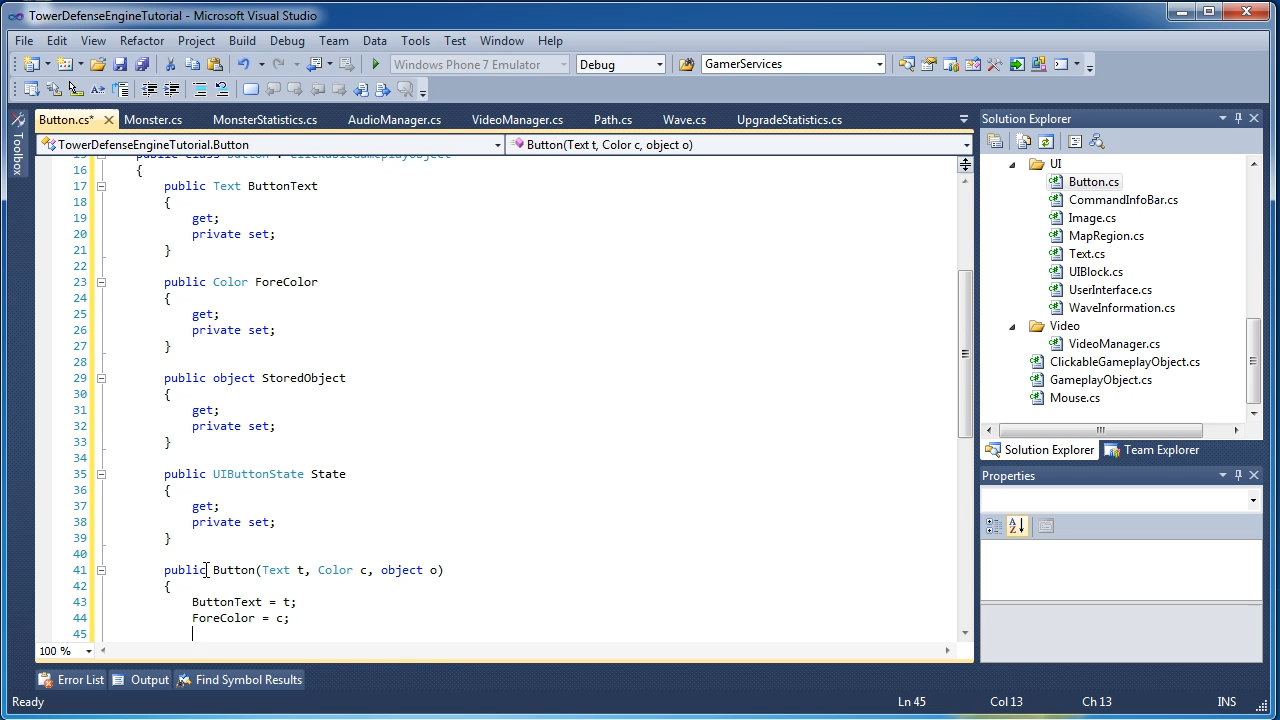 TowerDefenseEngineTutorial - Microsoft Visual Studio
File Edit View Refactor Project Build Debug Team Data Tools Test Window Help
Windows Phone 7 Emulator Debug GamerServices
Button.cs* Monster.cs MonsterStatistics.cs AudioManager.cs VideoManager.cs Path.cs Wave.cs UpgradeStatistics.cs
Toolbox
TowerDefenseEngineTutorial.Button Button(Text t, Color c, object o)
15 public class Button : ClickableGameplayObject
16 {
17 public Text ButtonText
18 {
19 get;
20 private set;
21 }
22
23 public Color ForeColor
24 {
25 get;
26 private set;
27 }
28
29 public object StoredObject
30 {
31 get;
32 private set;
33 }
34
35 public UIButtonState State
36 {
37 get;
38 private set;
39 }
40
41 public Button(Text t, Color c, object o)
42 {
43 ButtonText = t;
44 ForeColor = c;
45
100 %
Solution Explorer
UI
Button.cs
CommandInfoBar.cs
Image.cs
MapRegion.cs
Text.cs
UIBlock.cs
UserInterface.cs
WaveInformation.cs
Video
VideoManager.cs
ClickableGameplayObject.cs
GameplayObject.cs
Mouse.cs
Solution Explorer Team Explorer
Properties
Error List Output Find Symbol Results
Ready Ln 45 Col 13 Ch 13 INS